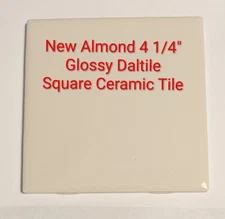 New Almond 4 1/4"
Glossy Daltile
Square Ceramic Tile